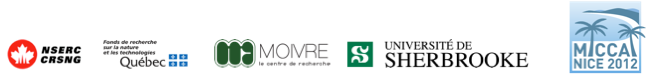 NSERC
CRSNG
Fonds de recherche
sur la nature
et les technologies
Québec
MOIVRE
le centre de recherche
UNIVERSITÉ DE
SHERBROOKE
MICCAI
NICE 2012